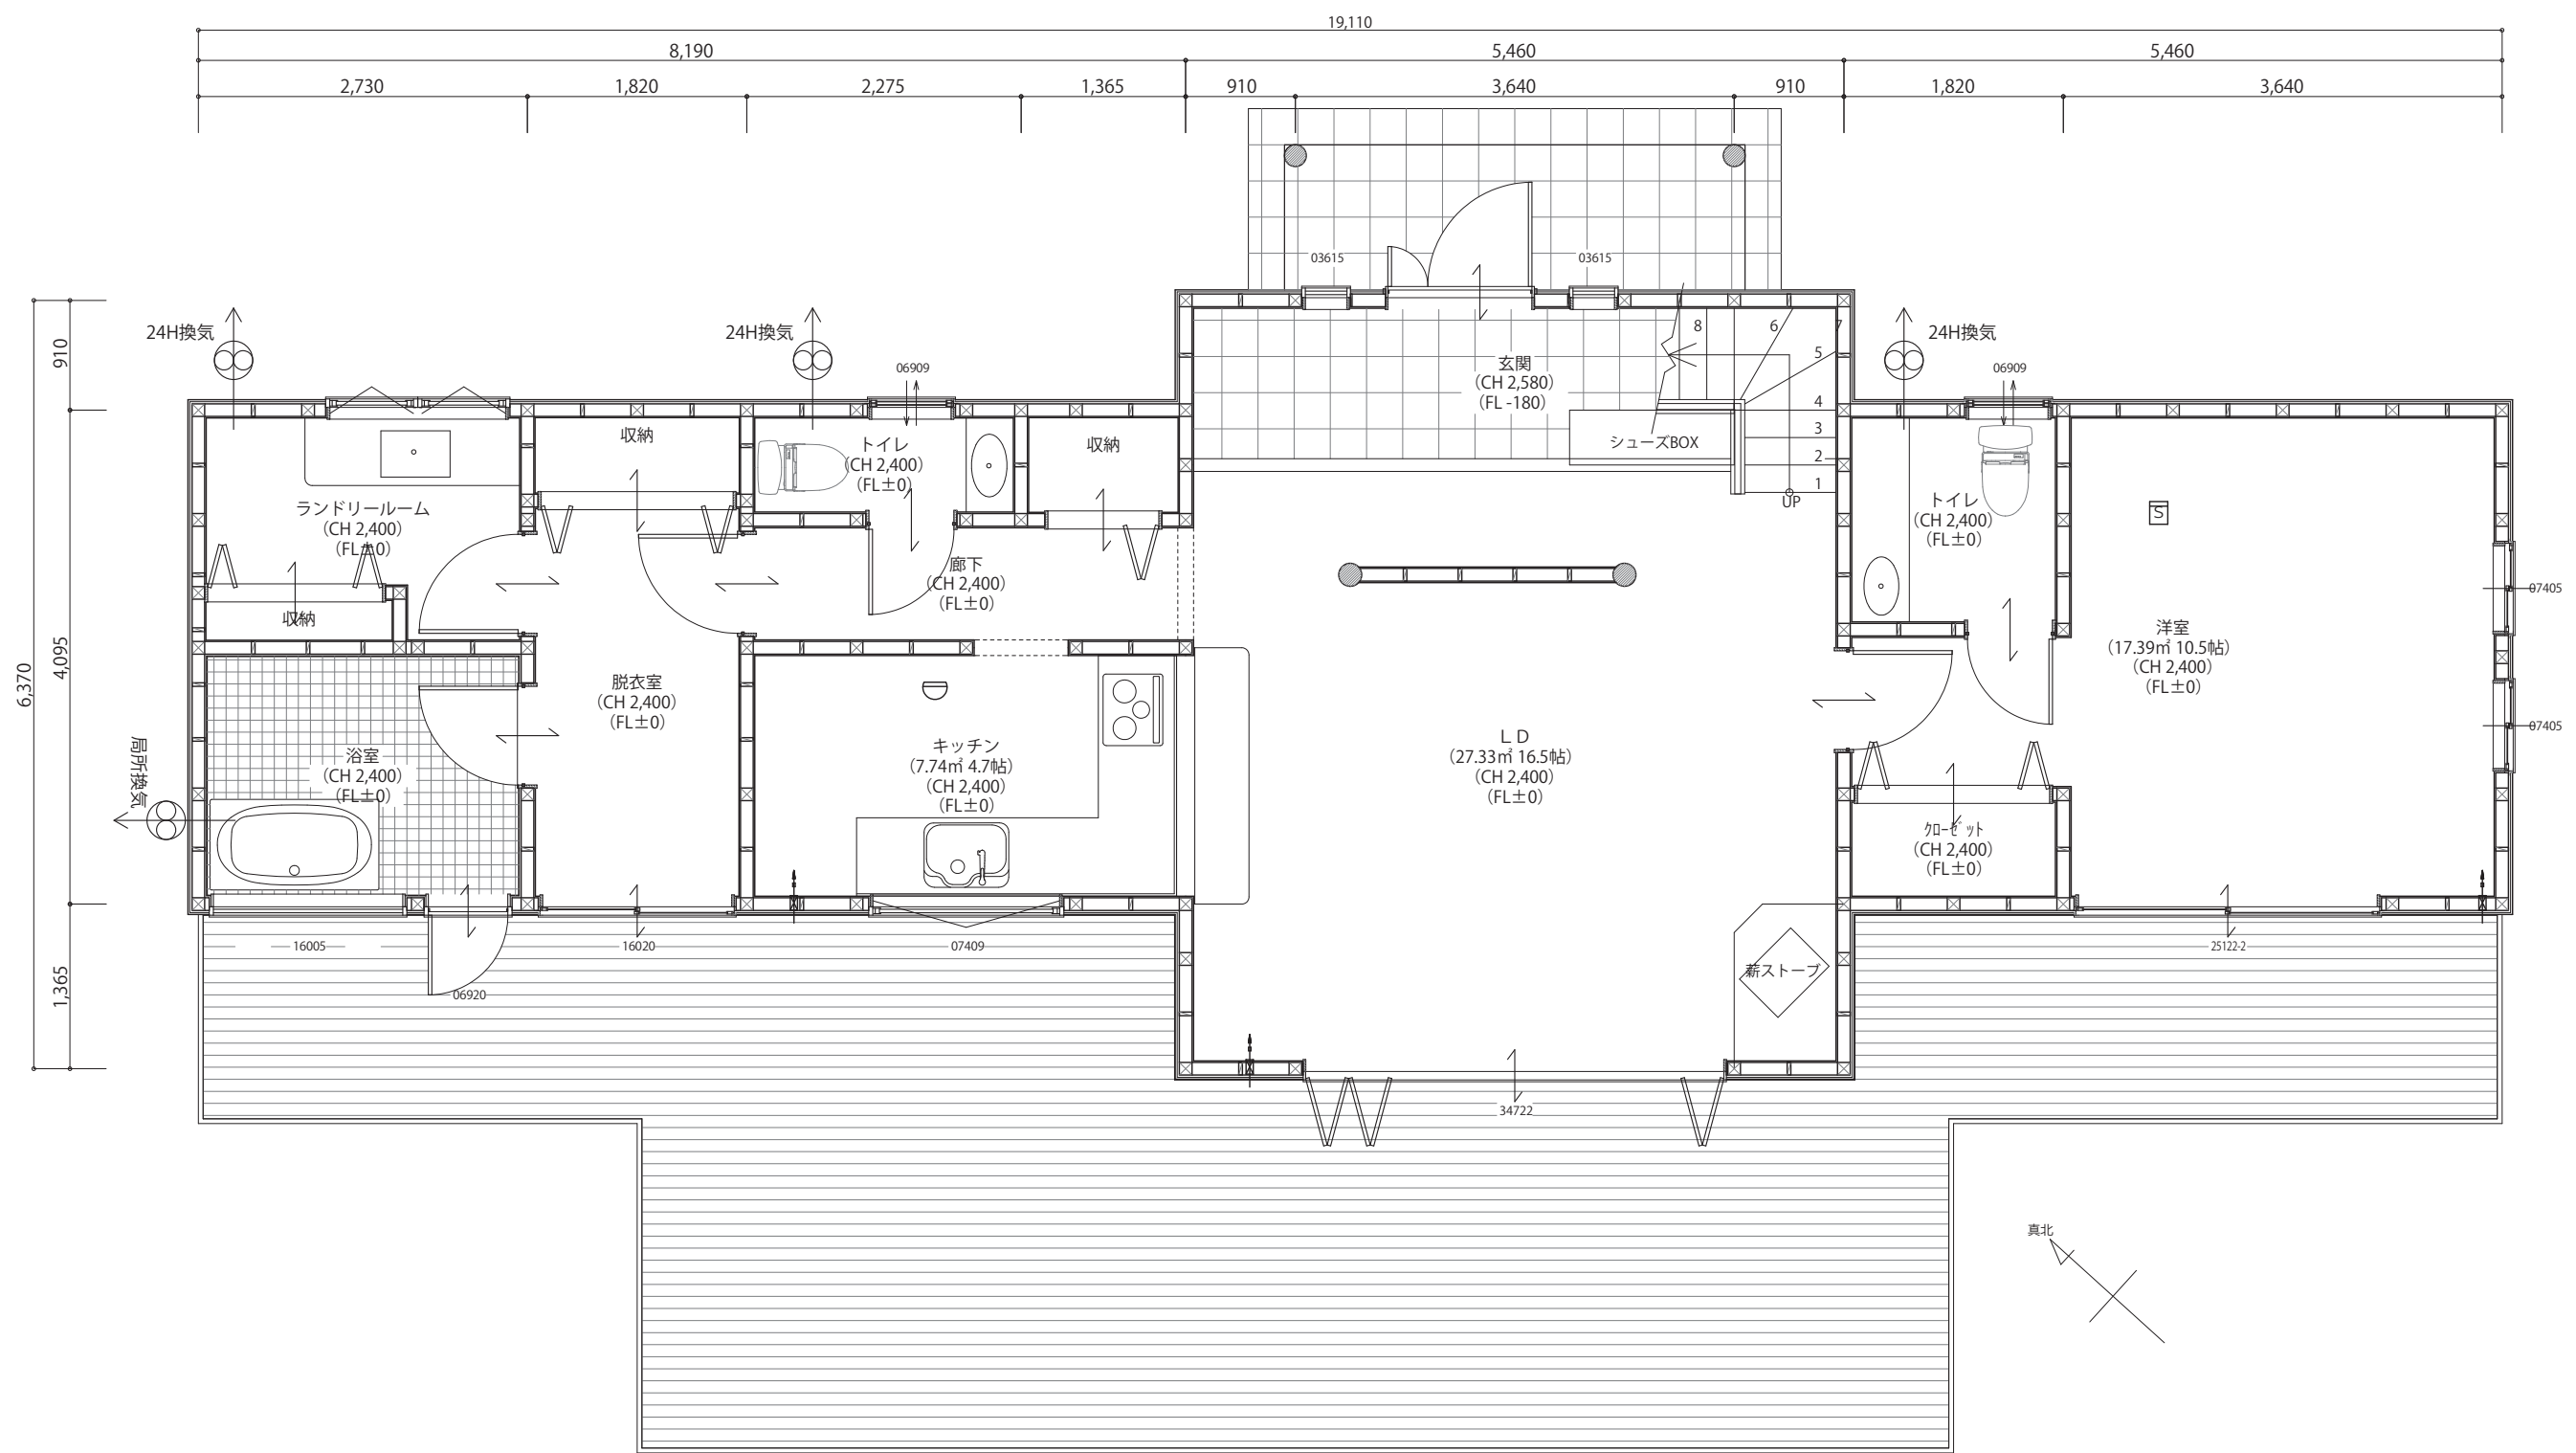 19,110
8,190
5,460
5,460
2,730
1,820
2,275
1,365
910
3,640
910
1,820
3,640
6,370
910
4,095
1,365
24H換気
24H換気
24H換気
局所換気
03615
03615
06909
06909
玄関
(CH 2,580)
(FL -180)
シューズBOX
8
6
7
5
4
3
2
1
UP
収納
トイレ
(CH 2,400)
(FL±0)
収納
ランドリールーム
(CH 2,400)
(FL±0)
収納
廊下
(CH 2,400)
(FL±0)
トイレ
(CH 2,400)
(FL±0)
S
洋室
(17.39㎡ 10.5帖)
(CH 2,400)
(FL±0)
07405
07405
脱衣室
(CH 2,400)
(FL±0)
浴室
(CH 2,400)
(FL±0)
キッチン
(7.74㎡ 4.7帖)
(CH 2,400)
(FL±0)
ＬＤ
(27.33㎡ 16.5帖)
(CH 2,400)
(FL±0)
ｸﾛｰｾﾞｯﾄ
(CH 2,400)
(FL±0)
16005
16020
07409
06920
薪ストーブ
25122-2
34722
真北